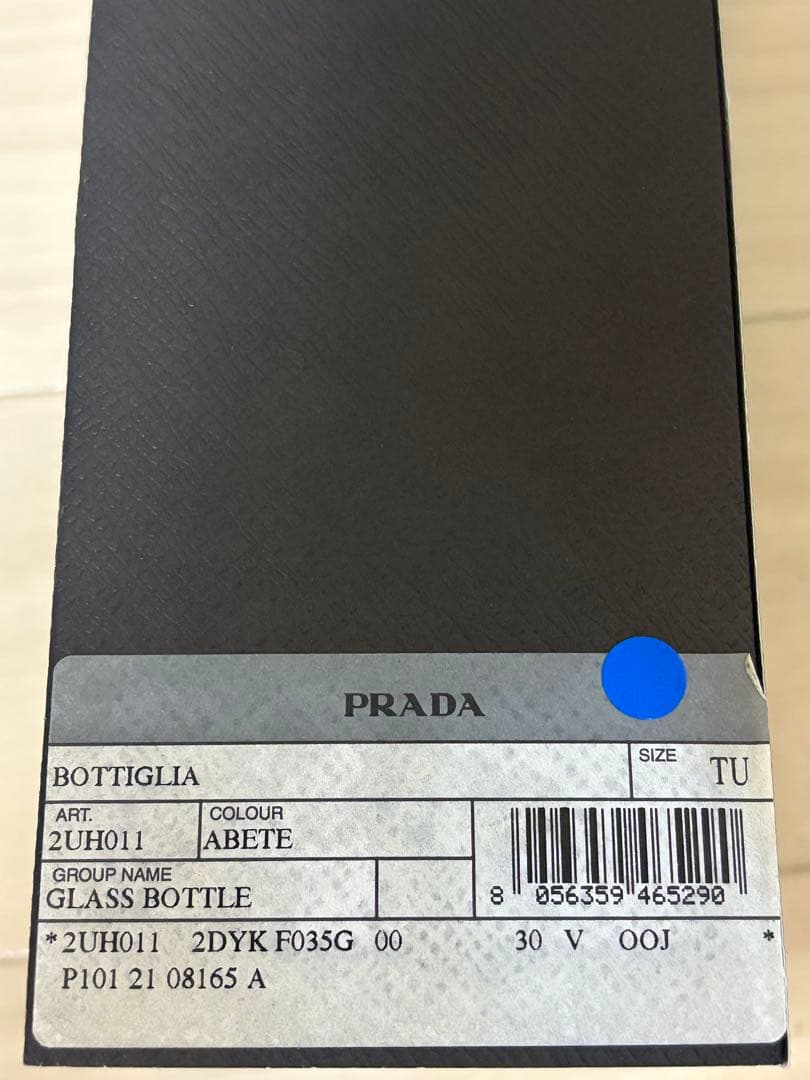 PRADA
BOTTIGLIA
SIZE TU
ART. COLOUR
2UH011 ABETE
GROUP NAME
GLASS BOTTLE
8 056359 465290
*2UH011 2DYK F035G 00 30 V OOJ *
P101 21 08165 A